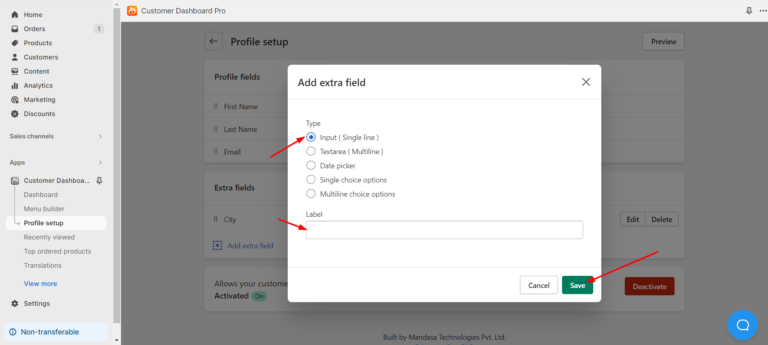 Home
Orders 1
Products
Customers
Content
Analytics
Marketing
Discounts
Sales channels
Apps
Customer Dashboa...
Dashboard
Menu builder
Profile setup
Recently viewed
Top ordered products
Translations
View more
Settings
Non-transferable
Customer Dashboard Pro
Profile setup
Preview
Profile fields
First Name
Last Name
Email
Extra fields
City
Edit Delete
Add extra field
Allows your custome
Activated On
Deactivate
Built by Mandasa Technologies Pvt. Ltd.
Add extra field
Type
Input ( Single line )
Textarea ( Multiline )
Date picker
Single choice options
Multiline choice options
Label
Cancel Save